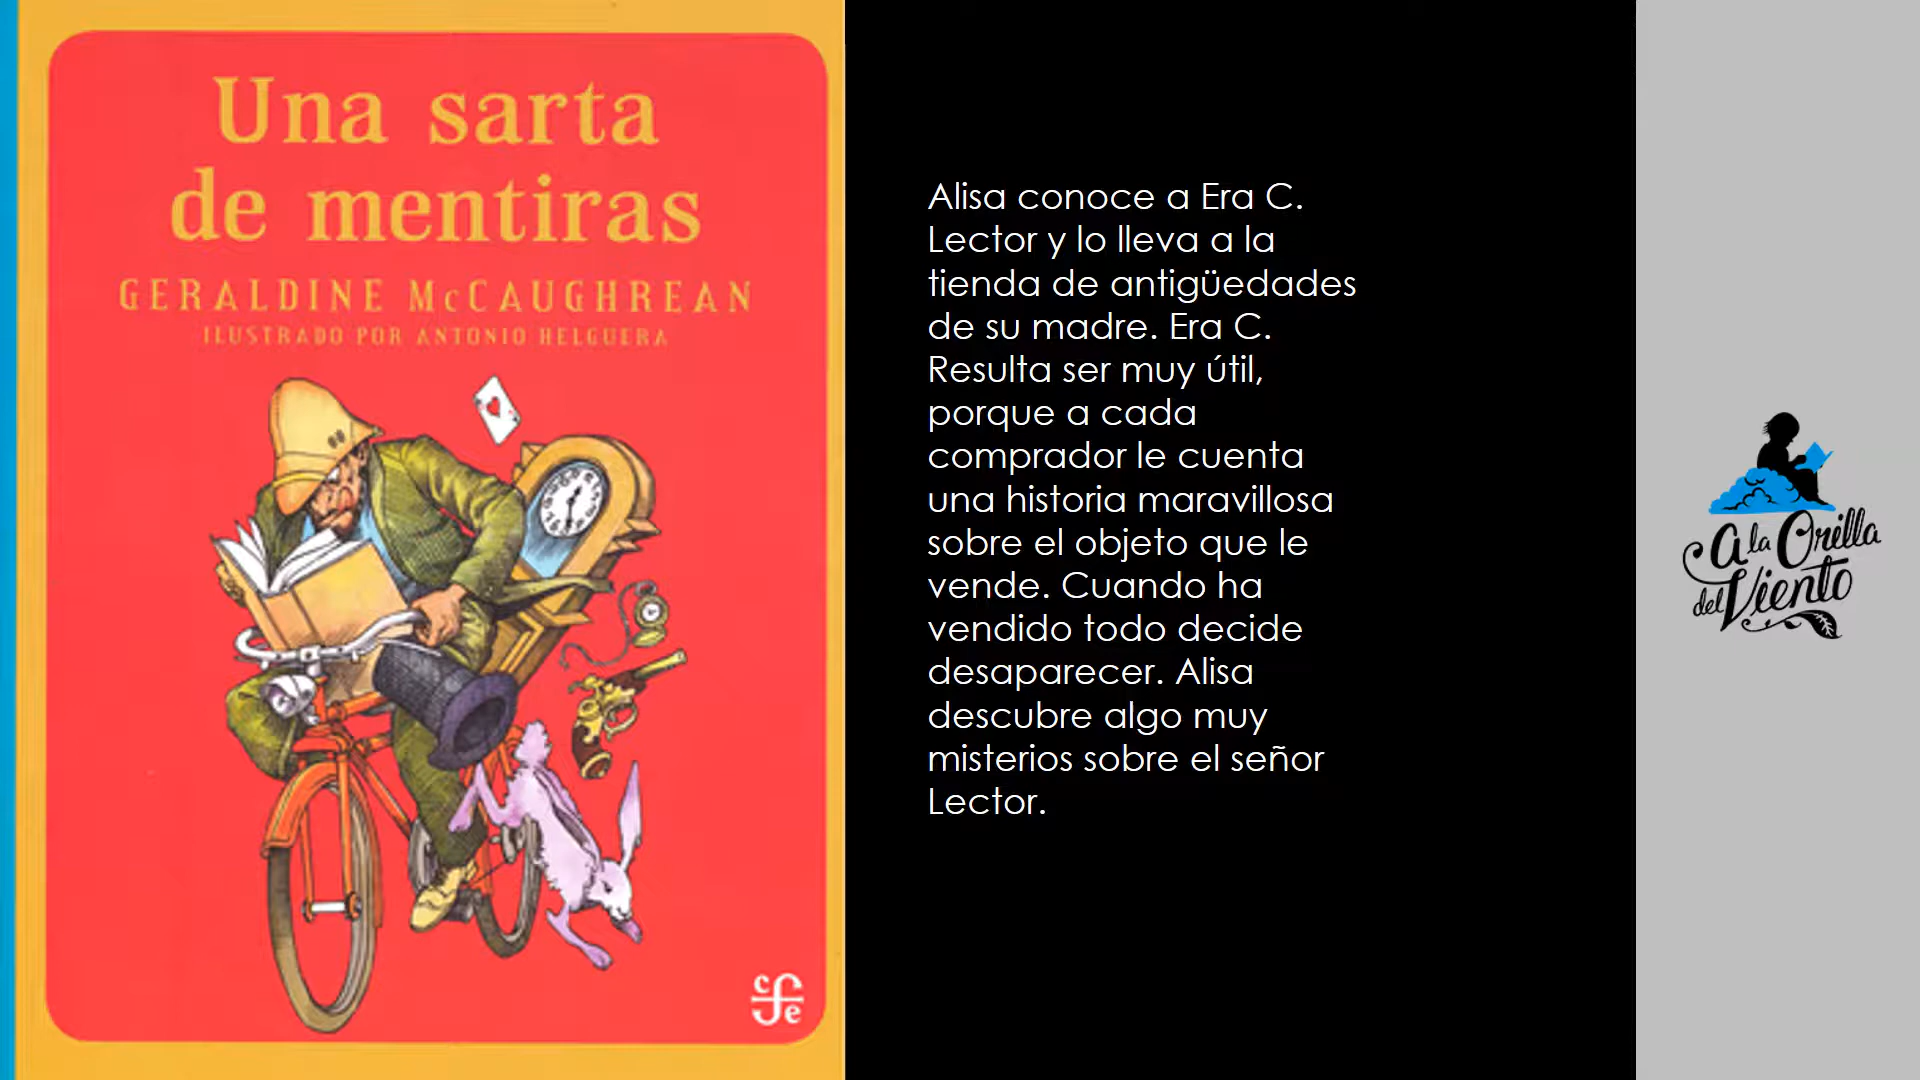 Una sarta
de mentiras
GERALDINE McCAUGHREAN
ILUSTRADO POR ANTONIO HELGUERA
cfe
Alisa conoce a Era C.
Lector y lo lleva a la
tienda de antigüedades
de su madre. Era C.
Resulta ser muy útil,
porque a cada
comprador le cuenta
una historia maravillosa
sobre el objeto que le
vende. Cuando ha
vendido todo decide
desaparecer. Alisa
descubre algo muy
misterios sobre el señor
Lector.
A la Orilla
del Viento